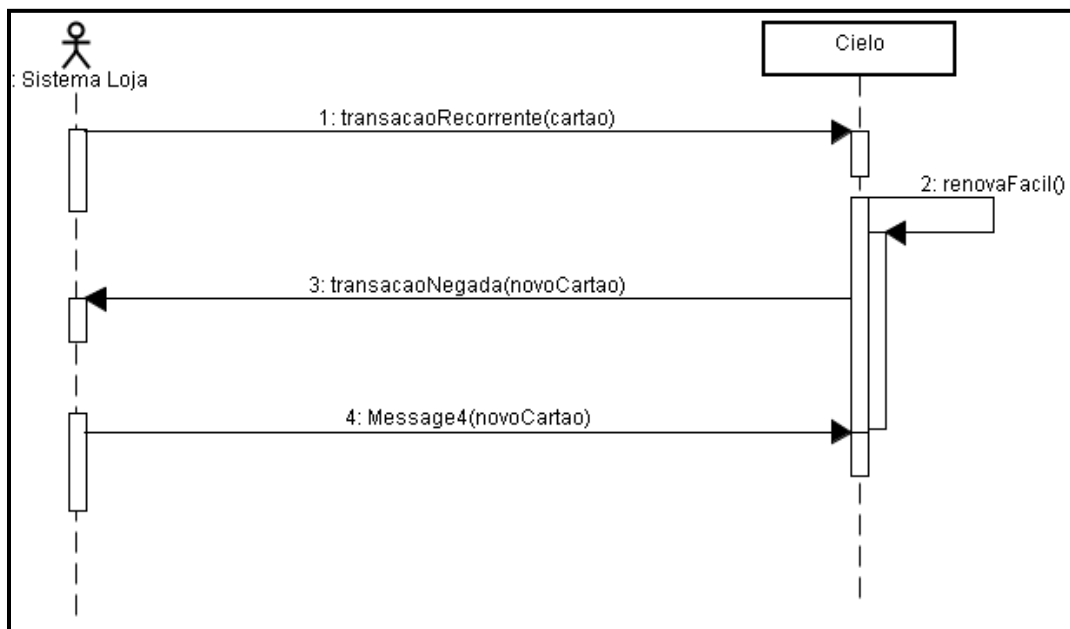 : Sistema Loja
Cielo
1: transacaoRecorrente(cartao)
2: renovaFacil()
3: transacaoNegada(novoCartao)
4: Message4(novoCartao)